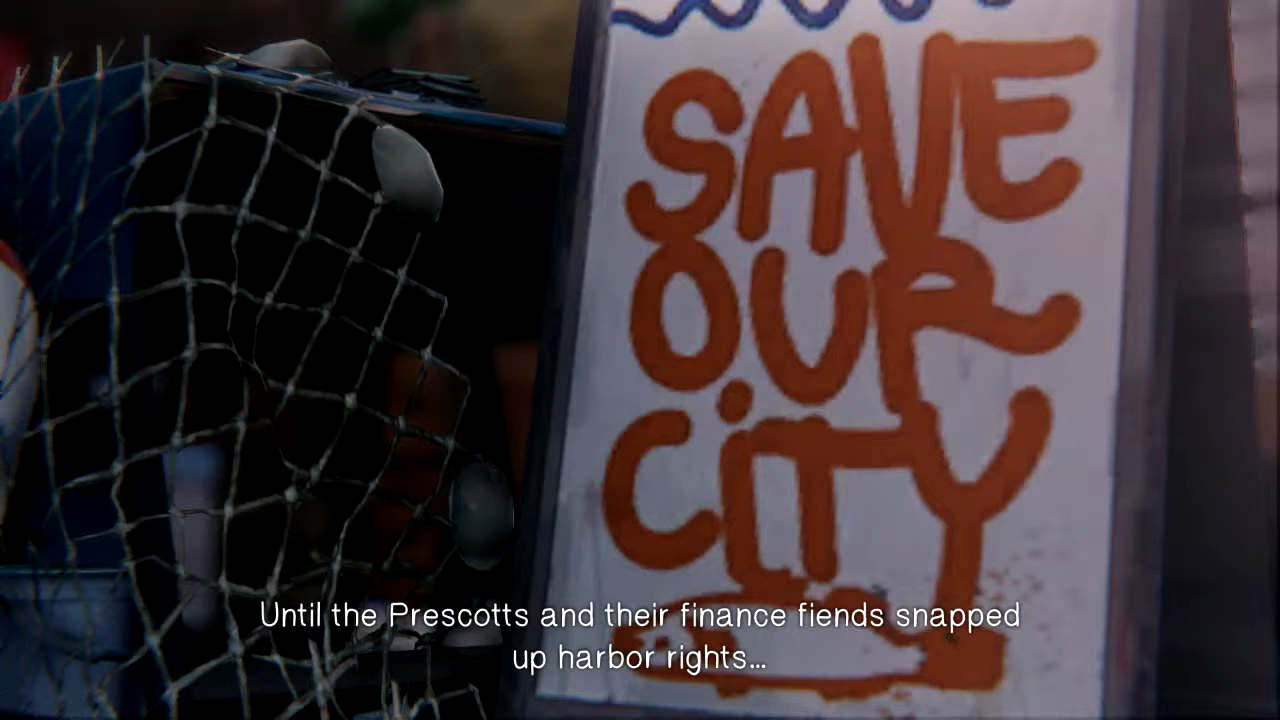 SAVE
OUR
CITY
Until the Prescotts and their finance fiends snapped
up harbor rights...